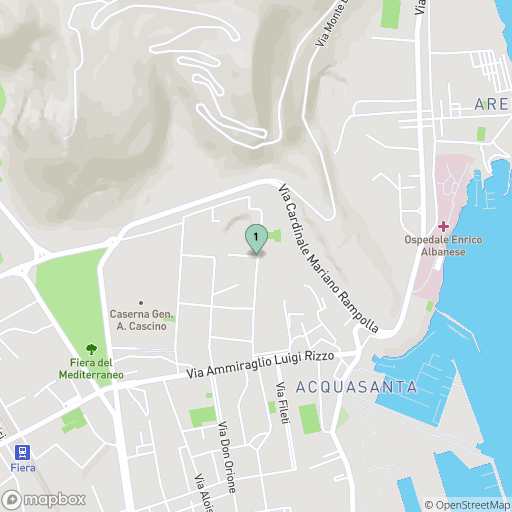 Via Monte
Via
ARE
Via Cardinale Mariano Rampolla
Ospedale Enrico
Albanese
1
Caserna Gen.
A. Cascino
Fiera del
Mediterraneo
Via Ammiraglio Luigi Rizzo
ACQUASANTA
Via Fileti
Via Don Orione
Via Alois
Fiera
mapbox
© OpenStreetMap